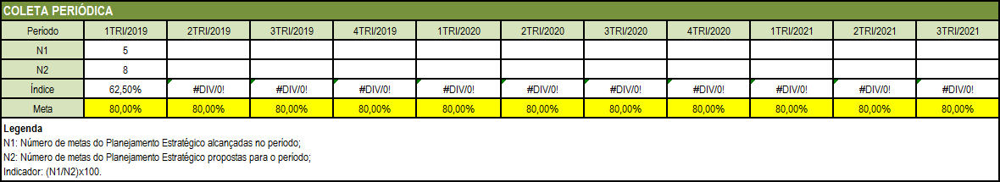 COLETA PERIÓDICA
Período 1TRI/2019 2TRI/2019 3TRI/2019 4TRI/2019 1TRI/2020 2TRI/2020 3TRI/2020 4TRI/2020 1TRI/2021 2TRI/2021 3TRI/2021
N1 5
N2 8
Índice 62,50% #DIV/0! #DIV/0! #DIV/0! #DIV/0! #DIV/0! #DIV/0! #DIV/0! #DIV/0! #DIV/0! #DIV/0!
Meta 80,00% 80,00% 80,00% 80,00% 80,00% 80,00% 80,00% 80,00% 80,00% 80,00% 80,00%
Legenda
N1: Número de metas do Planejamento Estratégico alcançadas no período;
N2: Número de metas do Planejamento Estratégico propostas para o período;
Indicador: (N1/N2)x100.